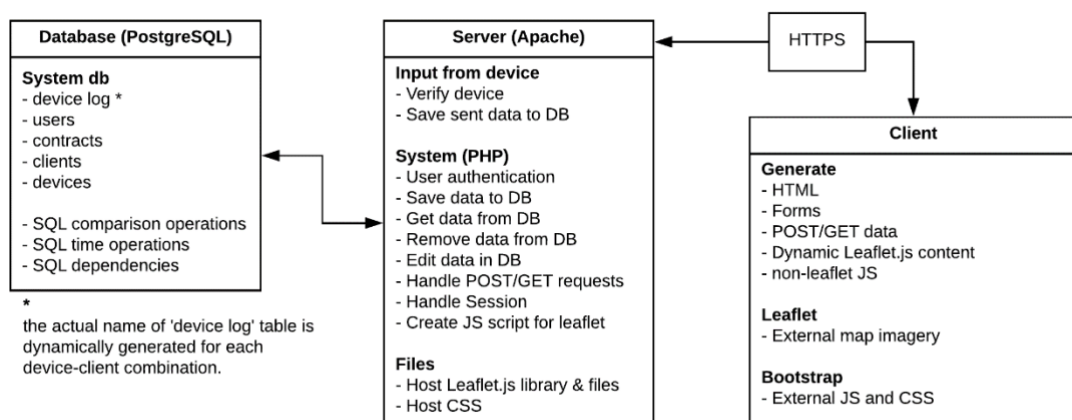 Database (PostgreSQL)
System db
- device log *
- users
- contracts
- clients
- devices
- SQL comparison operations
- SQL time operations
- SQL dependencies
*
the actual name of 'device log' table is
dynamically generated for each
device-client combination.
Server (Apache)
Input from device
- Verify device
- Save sent data to DB
System (PHP)
- User authentication
- Save data to DB
- Get data from DB
- Remove data from DB
- Edit data in DB
- Handle POST/GET requests
- Handle Session
- Create JS script for leaflet
Files
- Host Leaflet.js library & files
- Host CSS
HTTPS
Client
Generate
- HTML
- Forms
- POST/GET data
- Dynamic Leaflet.js content
- non-leaflet JS
Leaflet
- External map imagery
Bootstrap
- External JS and CSS